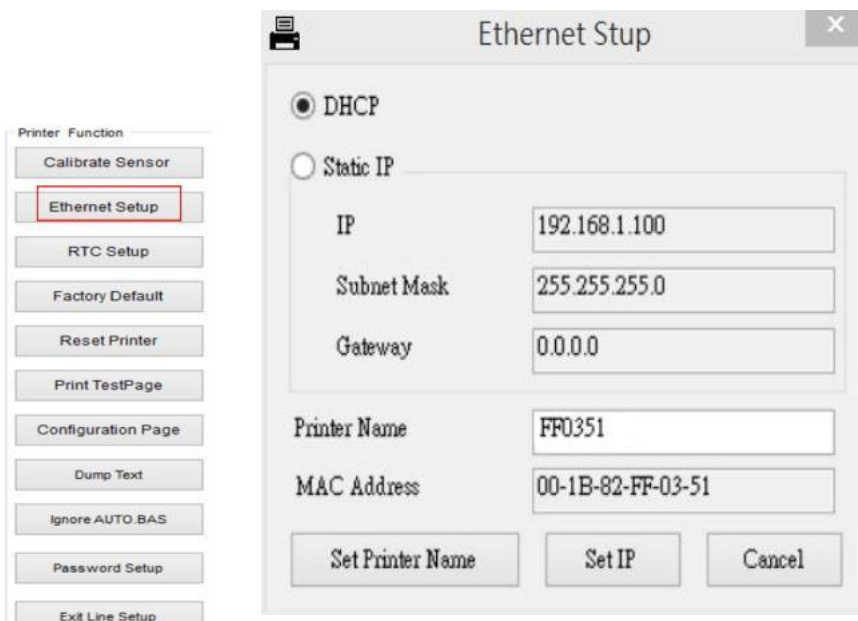 Printer Function
Calibrate Sensor
Ethernet Setup
RTC Setup
Factory Default
Reset Printer
Print TestPage
Configuration Page
Dump Text
Ignore AUTO.BAS
Password Setup
Exit Line Setup
Ethernet Stup
DHCP
Static IP
IP 192.168.1.100
Subnet Mask 255.255.255.0
Gateway 0.0.0.0
Printer Name FF0351
MAC Address 00-1B-82-FF-03-51
Set Printer Name Set IP Cancel